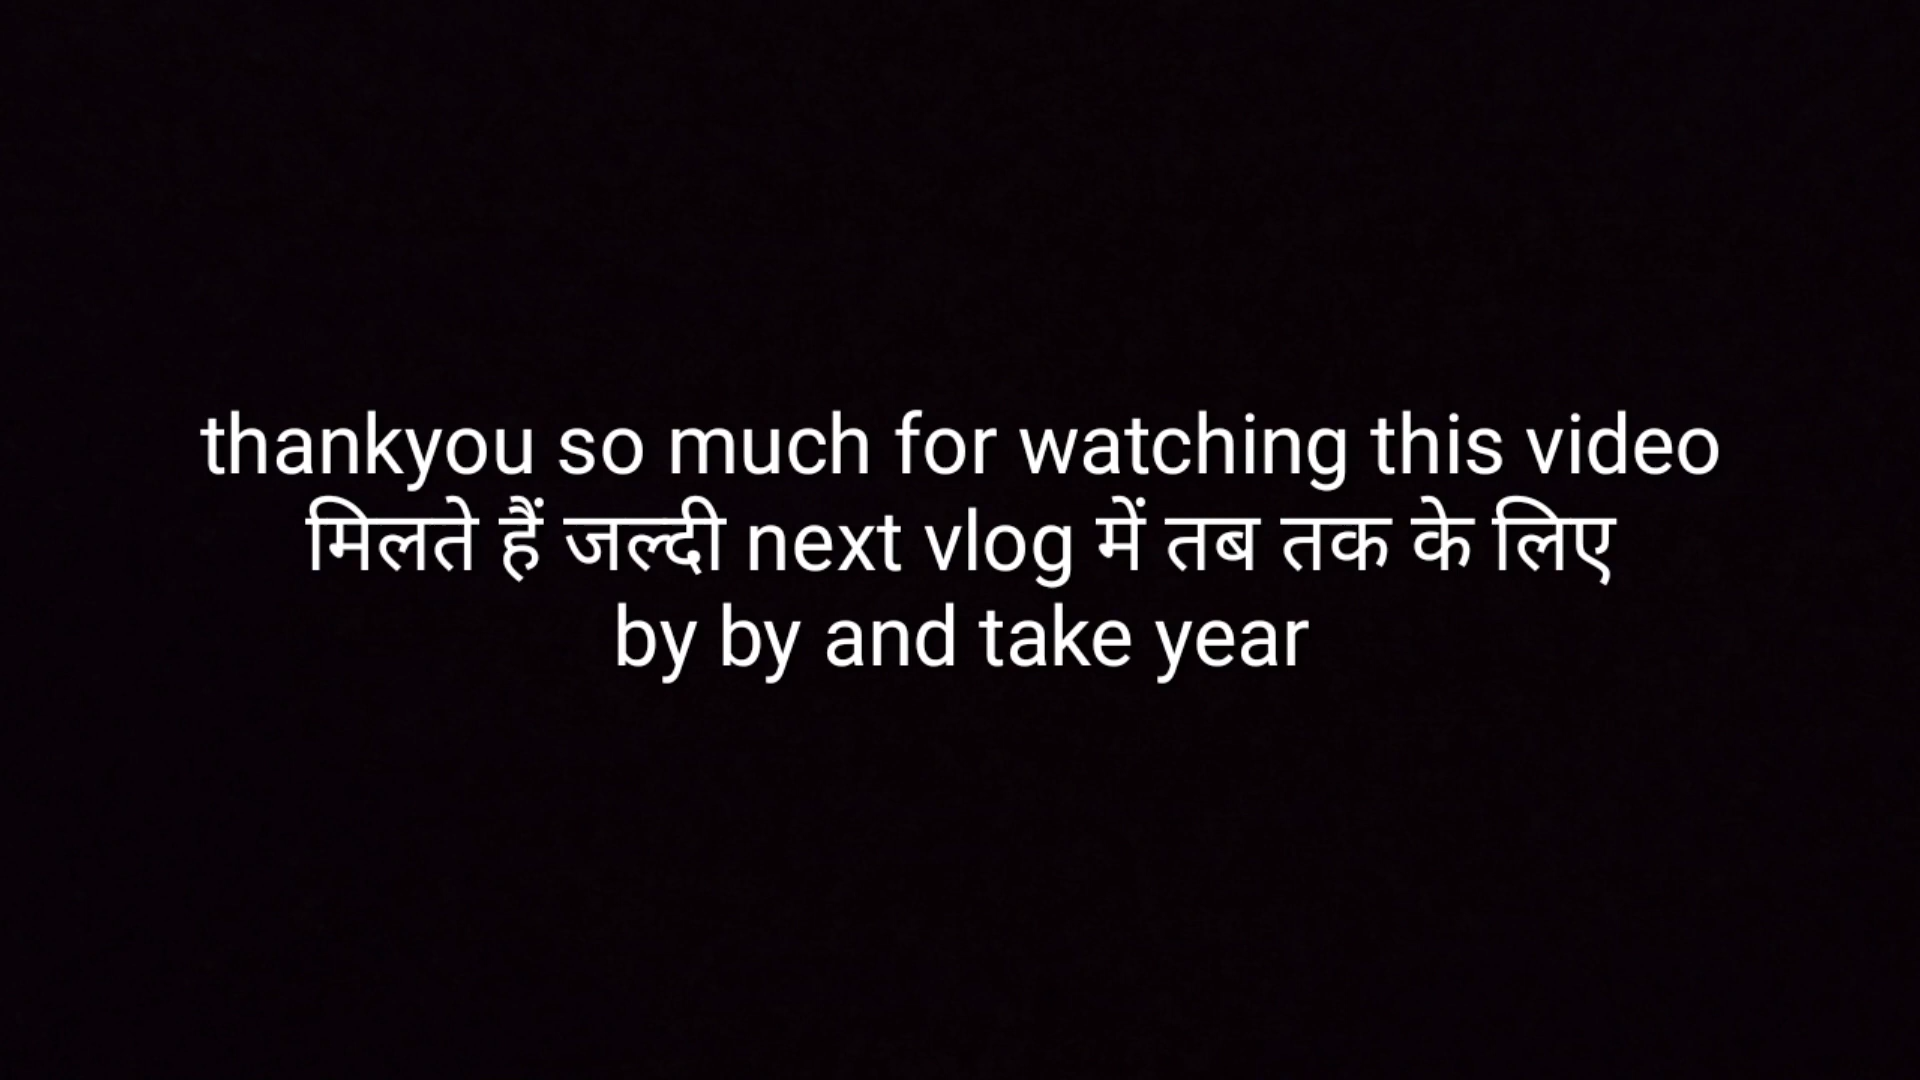 thankyou so much for watching this video
मिलते हैं जल्दी next vlog में तब तक के लिए
by by and take year